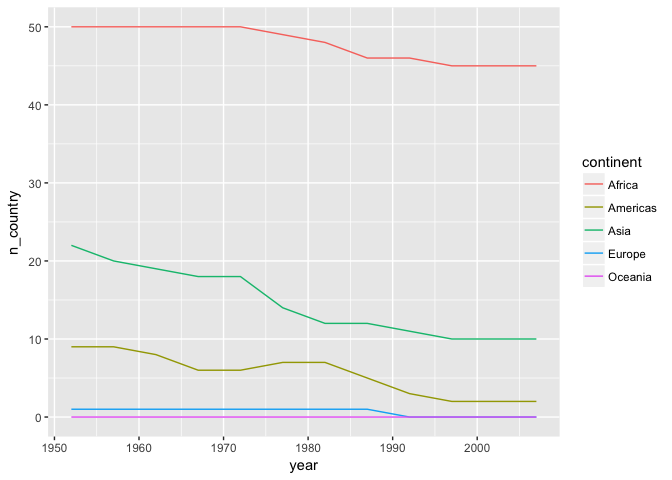 50
40
30
20
10
0
n_country
1950 1960 1970 1980 1990 2000
year
continent
Africa
Americas
Asia
Europe
Oceania